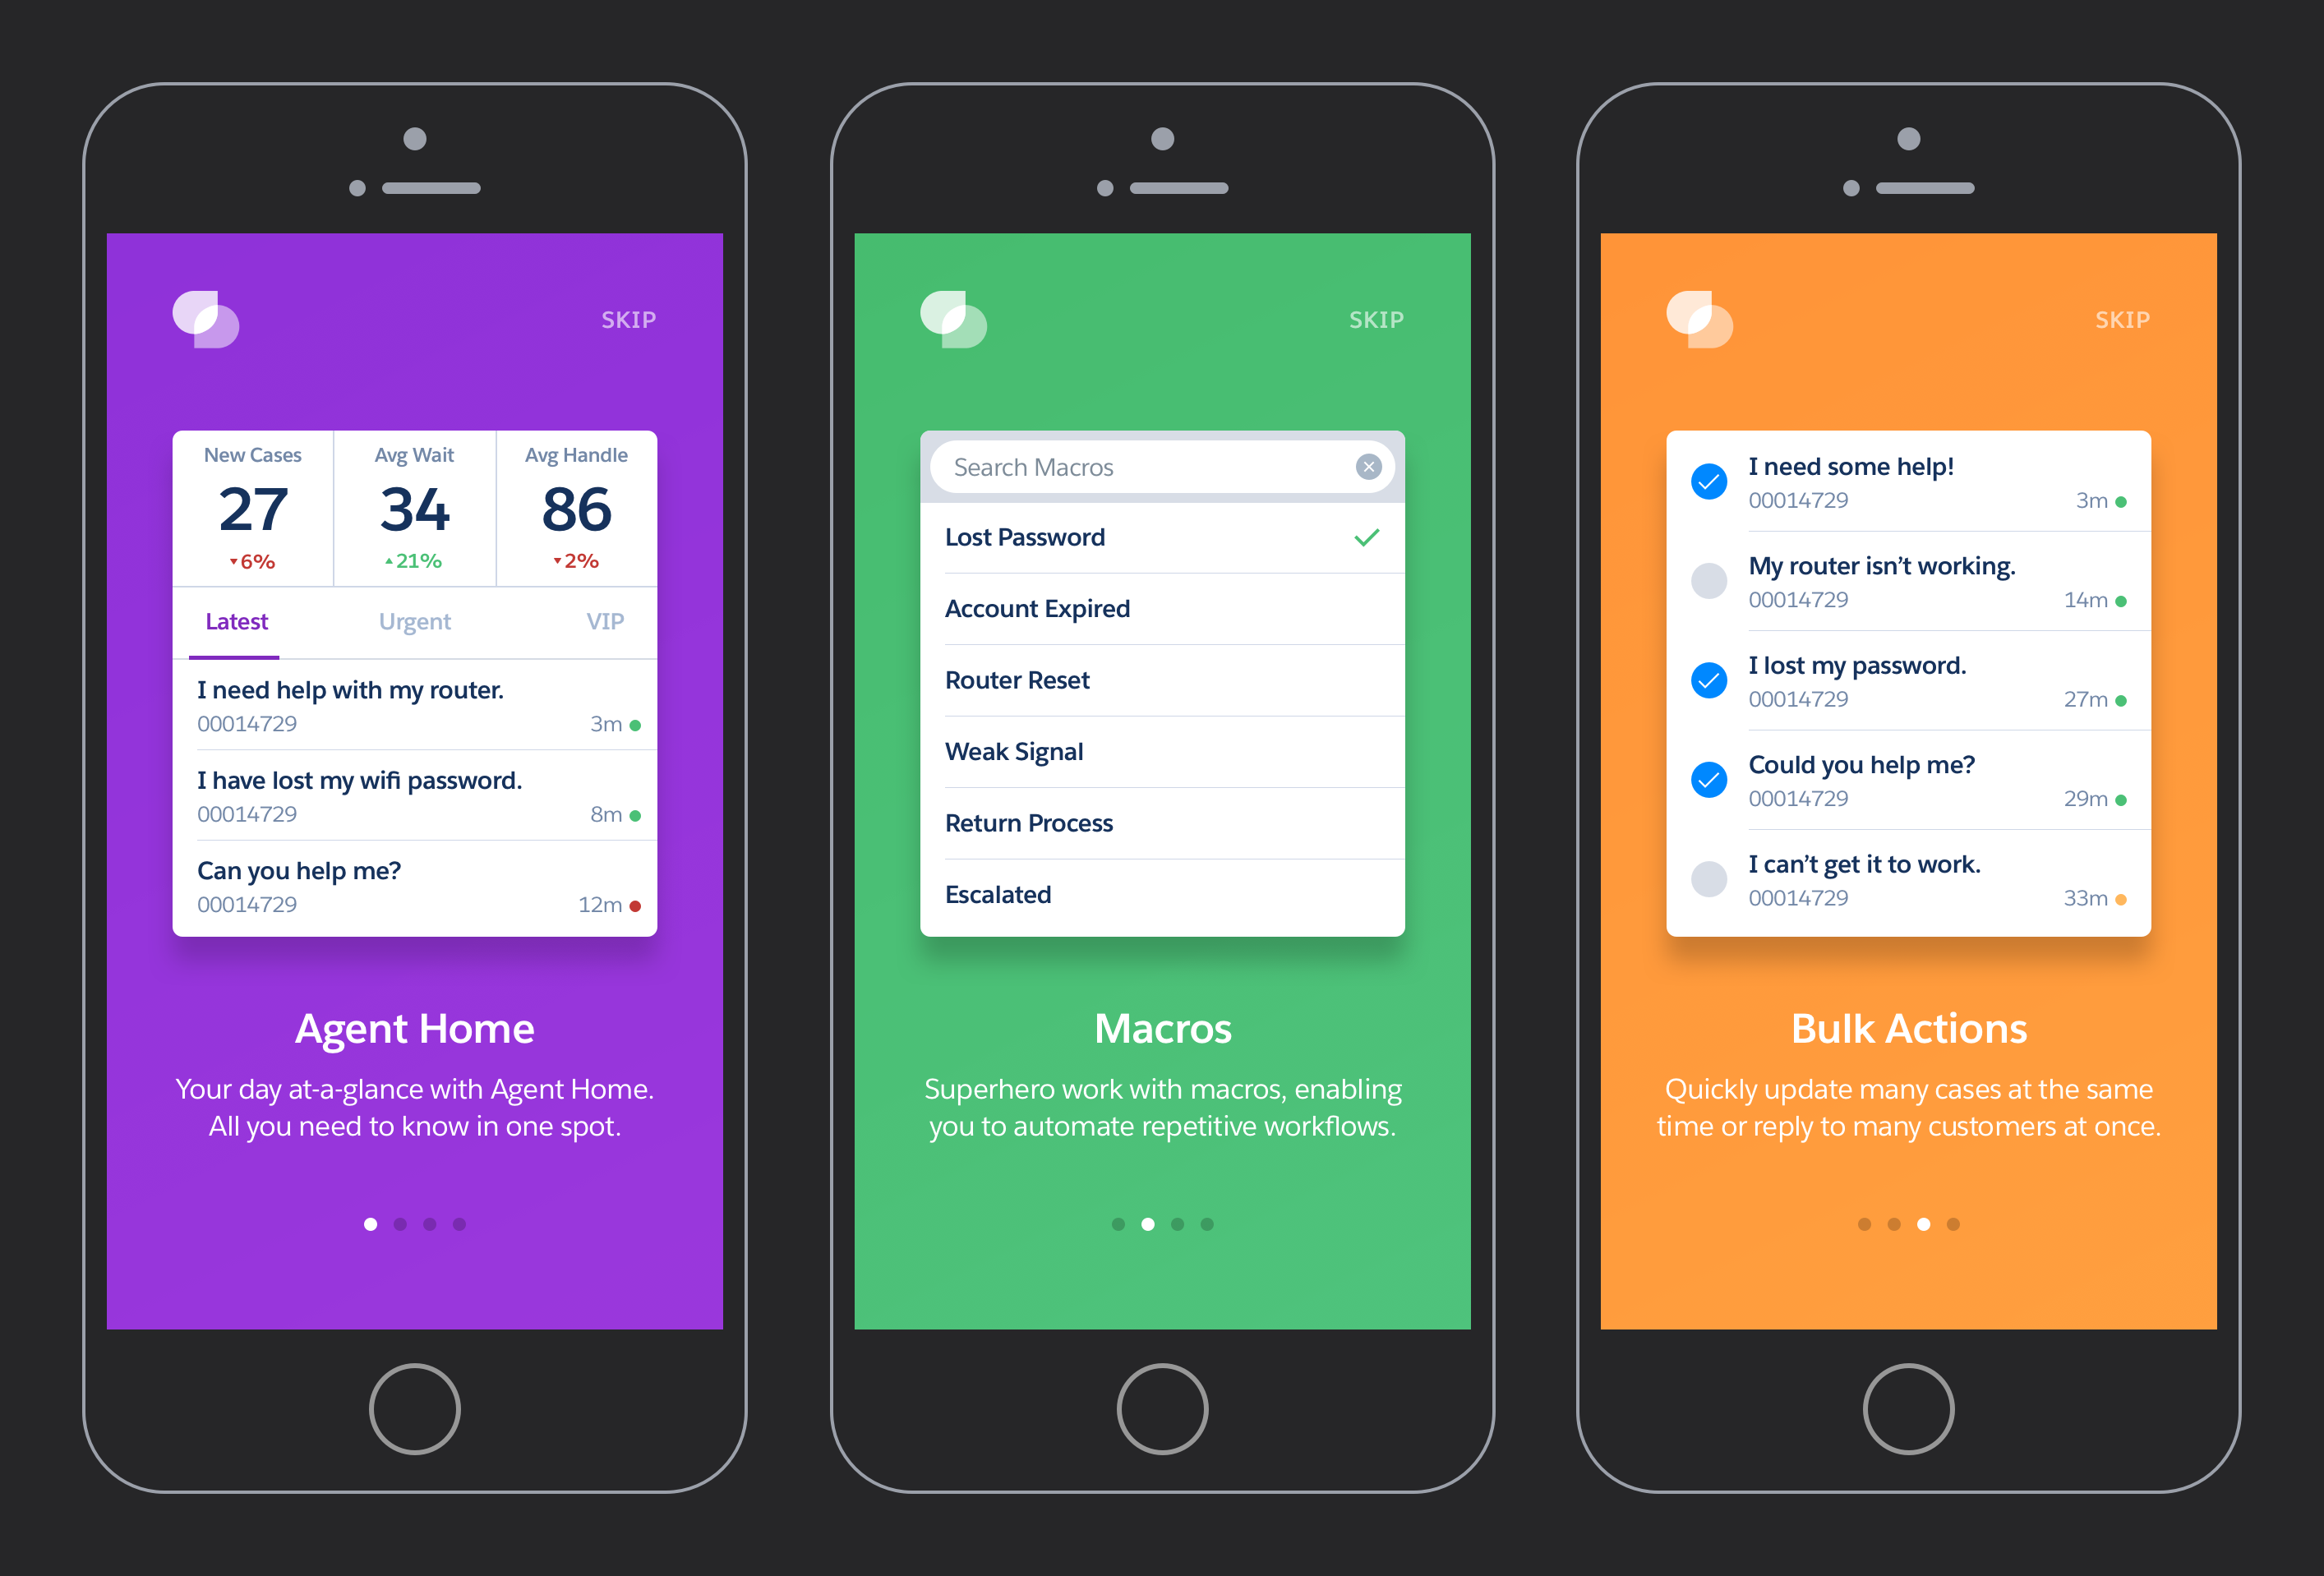 SKIP
New Cases Avg Wait Avg Handle
27 34 86
6% 21% 2%
Latest Urgent VIP
I need help with my router.
00014729 3m
I have lost my wifi password.
00014729 8m
Can you help me?
00014729 12m
Agent Home
Your day at-a-glance with Agent Home.
All you need to know in one spot.
SKIP
Search Macros
Lost Password
Account Expired
Router Reset
Weak Signal
Return Process
Escalated
Macros
Superhero work with macros, enabling
you to automate repetitive workflows.
SKIP
I need some help!
00014729 3m
My router isn’t working.
00014729 14m
I lost my password.
00014729 27m
Could you help me?
00014729 29m
I can’t get it to work.
00014729 33m
Bulk Actions
Quickly update many cases at the same
time or reply to many customers at once.